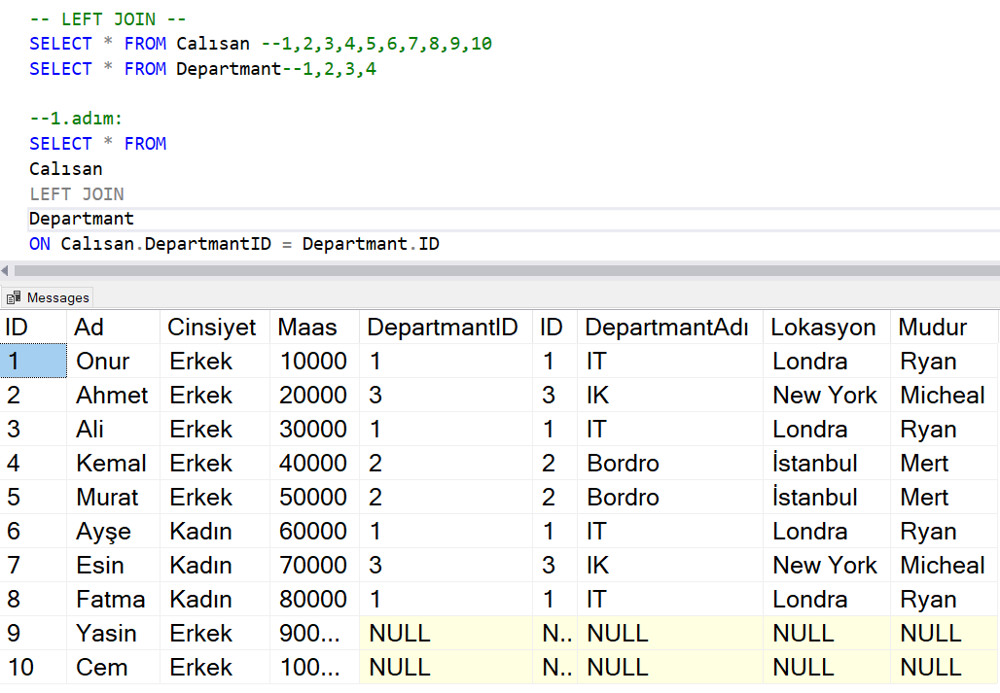 -- LEFT JOIN --
SELECT * FROM Calısan --1,2,3,4,5,6,7,8,9,10
SELECT * FROM Departmant--1,2,3,4
--1.adım:
SELECT * FROM
Calısan
LEFT JOIN
Departmant
ON Calısan.DepartmantID = Departmant.ID
Messages
ID Ad Cinsiyet Maas DepartmantID ID DepartmantAdı Lokasyon Mudur
1 Onur Erkek 10000 1 1 IT Londra Ryan
2 Ahmet Erkek 20000 3 3 IK New York Micheal
3 Ali Erkek 30000 1 1 IT Londra Ryan
4 Kemal Erkek 40000 2 2 Bordro İstanbul Mert
5 Murat Erkek 50000 2 2 Bordro İstanbul Mert
6 Ayşe Kadın 60000 1 1 IT Londra Ryan
7 Esin Kadın 70000 3 3 IK New York Micheal
8 Fatma Kadın 80000 1 1 IT Londra Ryan
9 Yasin Erkek 900... NULL N.. NULL NULL NULL
10 Cem Erkek 100... NULL N.. NULL NULL NULL